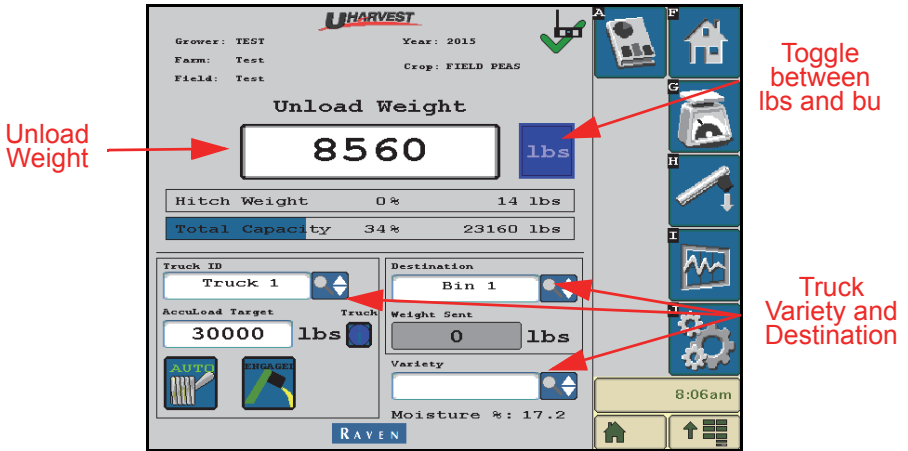 UHARVEST
Grower: TEST
Year: 2015
Farm: Test
Crop: FIELD PEAS
Field: Test
Unload Weight
8560
lbs
Hitch Weight 0% 14 lbs
Total Capacity 34% 23160 lbs
Truck ID
Truck 1
Destination
Bin 1
AccuLoad Target
Truck
30000 lbs
Weight Sent
0 lbs
AUTO
ENGAGE!
Variety
Moisture %: 17.2
RAVEN
A
F
G
H
I
J
8:06am
Unload
Weight
Toggle
between
lbs and bu
Truck
Variety and
Destination